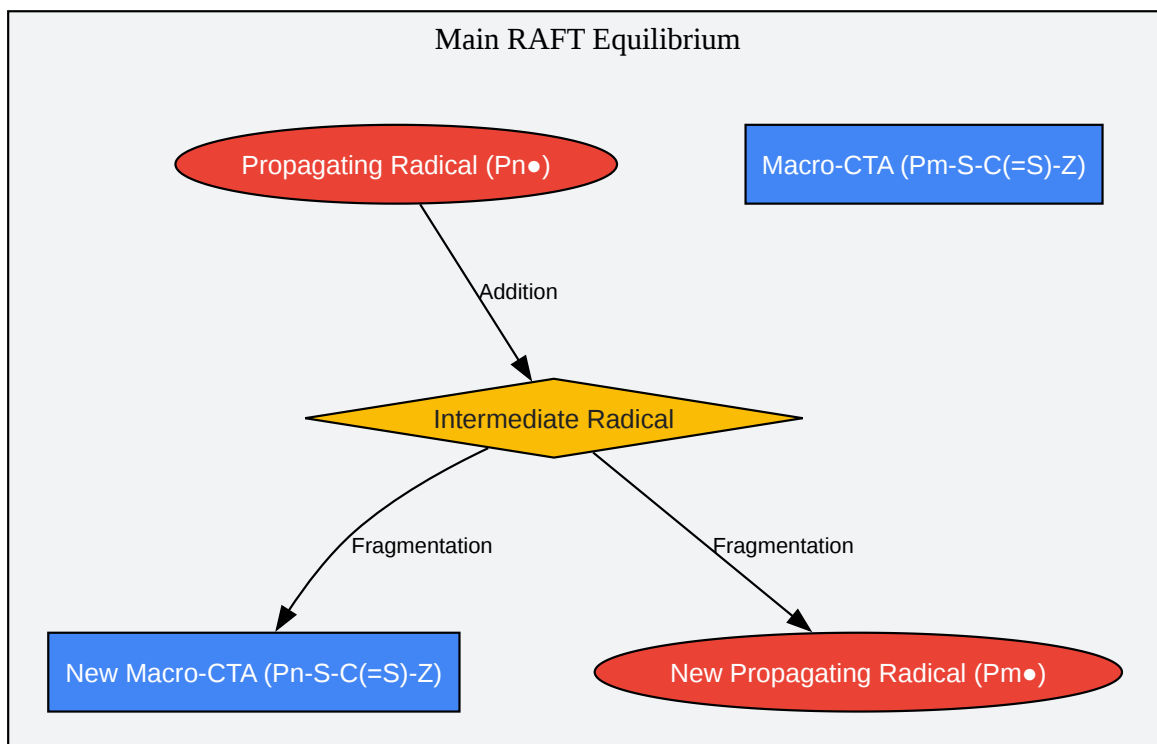 Main RAFT Equilibrium
Propagating Radical (Pn●)
Macro-CTA (Pm-S-C(=S)-Z)
Addition
Intermediate Radical
Fragmentation
Fragmentation
New Macro-CTA (Pn-S-C(=S)-Z)
New Propagating Radical (Pm●)